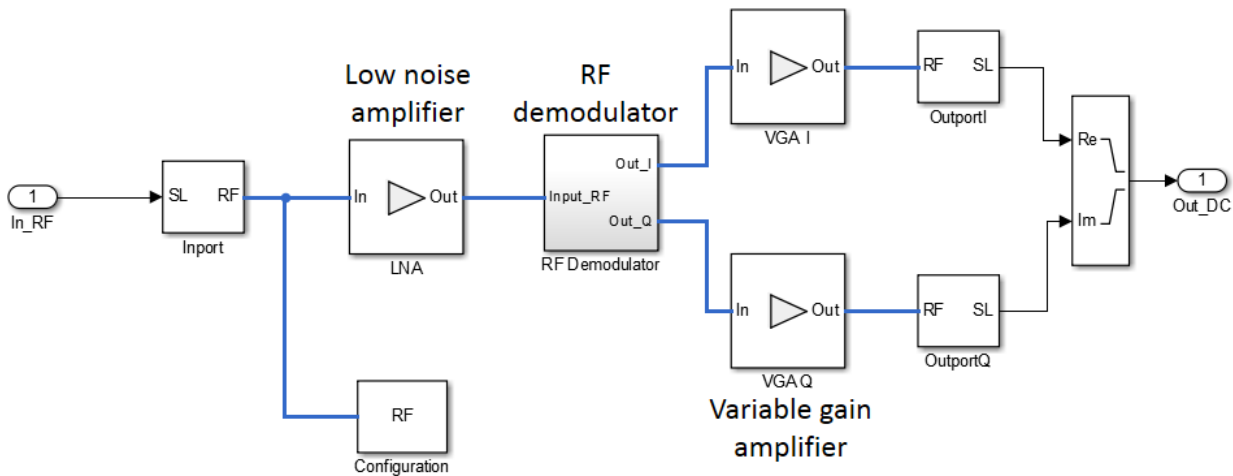 Low noise
amplifier
RF
demodulator
1
In_RF
SL
RF
Inport
In
Out
LNA
RF
Configuration
Input_RF
Out_I
Out_Q
RF Demodulator
In
Out
VGA I
RF
SL
OutportI
In
Out
VGA Q
Variable gain
amplifier
RF
SL
OutportQ
Re
Im
1
Out_DC